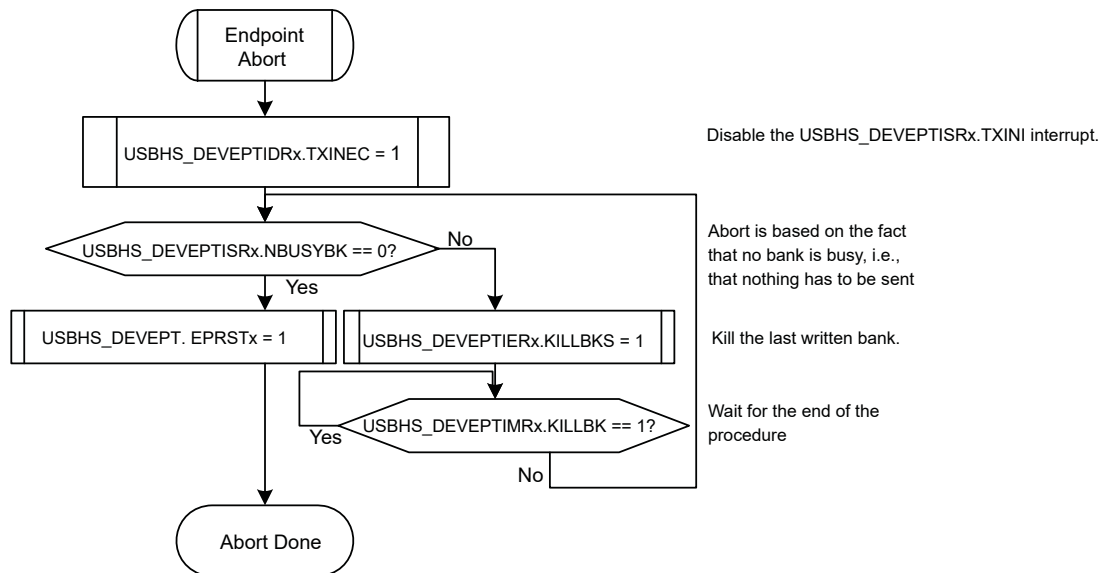 Endpoint
Abort
USBHS_DEVEPTIDRx.TXINEC = 1
Disable the USBHS_DEVEPTISRx.TXINI interrupt.
USBHS_DEVEPTISRx.NBUSYBK == 0?
No
Yes
Abort is based on the fact
that no bank is busy, i.e.,
that nothing has to be sent
USBHS_DEVEPT. EPRSTx = 1
USBHS_DEVEPTIERx.KILLBKS = 1
Kill the last written bank.
USBHS_DEVEPTIMRx.KILLBK == 1?
Yes
No
Wait for the end of the
procedure
Abort Done